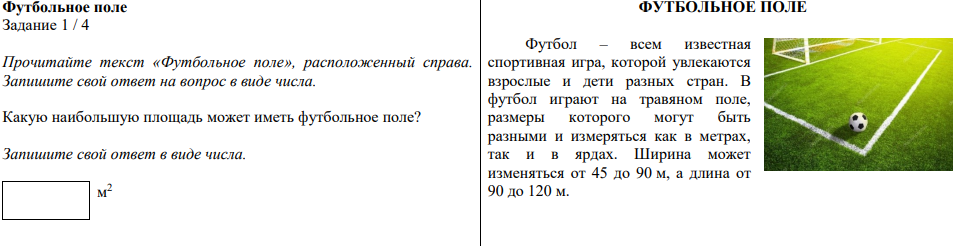 Футбольное поле
Задание 1 / 4
Прочитайте текст «Футбольное поле», расположенный справа.
Запишите свой ответ на вопрос в виде числа.
Какую наибольшую площадь может иметь футбольное поле?
Запишите свой ответ в виде числа.
м²
ФУТБОЛЬНОЕ ПОЛЕ
Футбол – всем известная
спортивная игра, которой увлекаются
взрослые и дети разных стран. В
футбол играют на травяном поле,
размеры которого могут быть
разными и измеряться как в метрах,
так и в ярдах. Ширина может
изменяться от 45 до 90 м, а длина от
90 до 120 м.